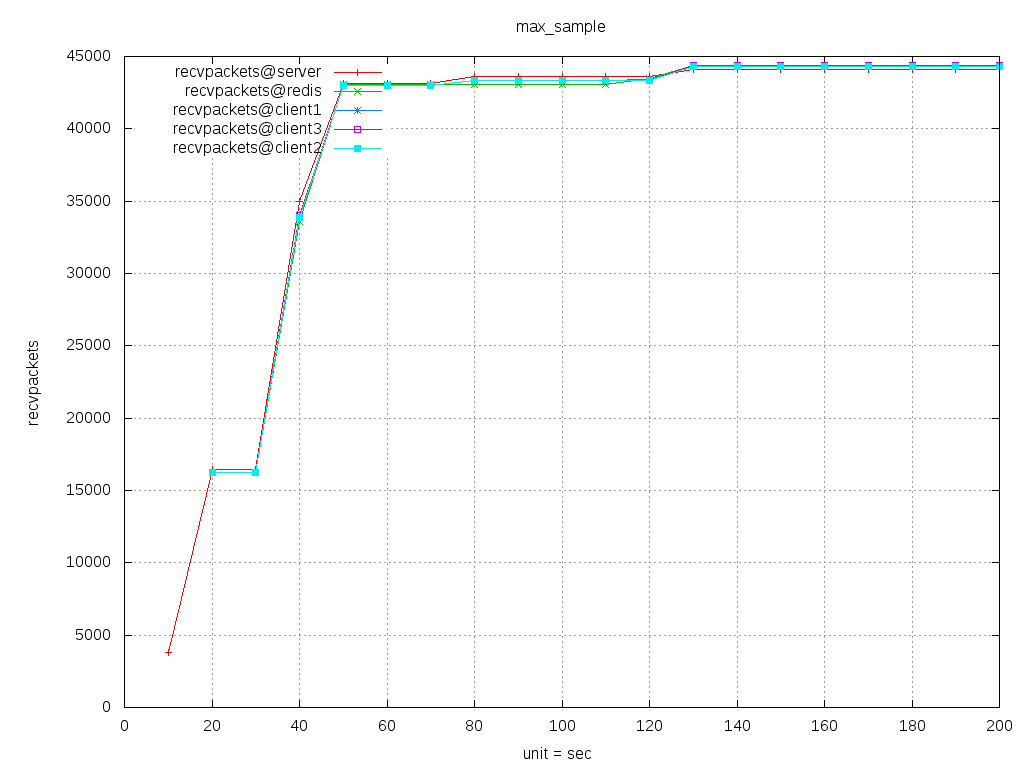 max_sample
recvpackets@server
recvpackets@redis
recvpackets@client1
recvpackets@client3
recvpackets@client2
45000
40000
35000
30000
25000
20000
15000
10000
5000
0
recvpackets
0 20 40 60 80 100 120 140 160 180 200
unit = sec